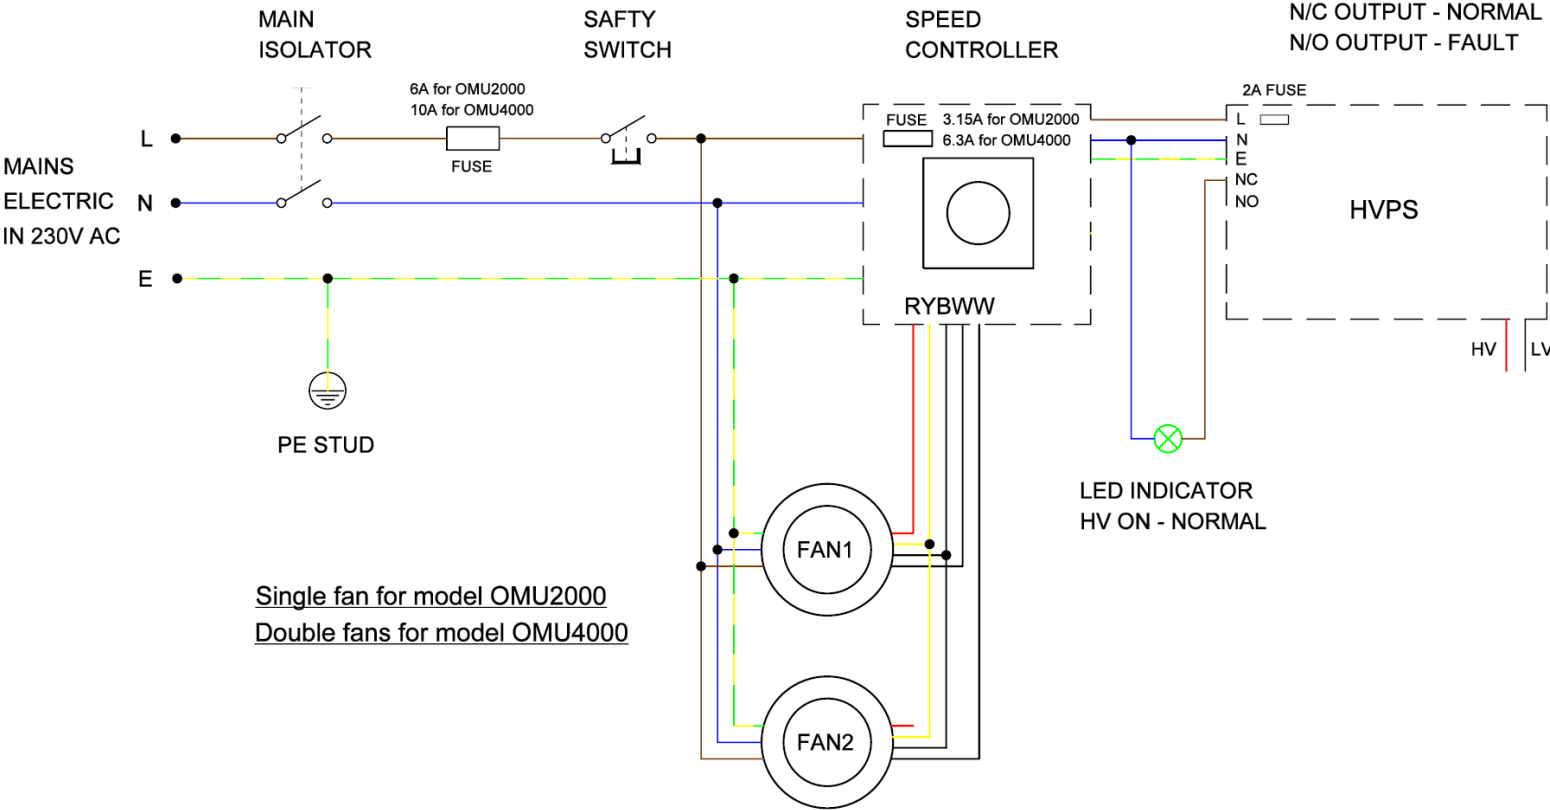 MAIN
ISOLATOR
SAFTY
SWITCH
SPEED
CONTROLLER
N/C OUTPUT - NORMAL
N/O OUTPUT - FAULT
6A for OMU2000
10A for OMU4000
FUSE
2A FUSE
FUSE
3.15A for OMU2000
6.3A for OMU4000
L
N
E
NC
NO
HVPS
L
MAINS
ELECTRIC
IN 230V AC
N
E
RYBWW
HV
LV
PE STUD
LED INDICATOR
HV ON - NORMAL
FAN1
Single fan for model OMU2000
Double fans for model OMU4000
FAN2